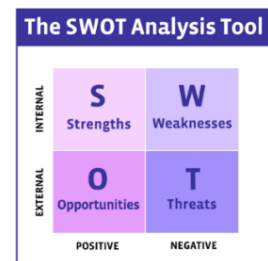 The SWOT Analysis Tool
INTERNAL
S
Strengths
W
Weaknesses
EXTERNAL
O
Opportunities
T
Threats
POSITIVE
NEGATIVE